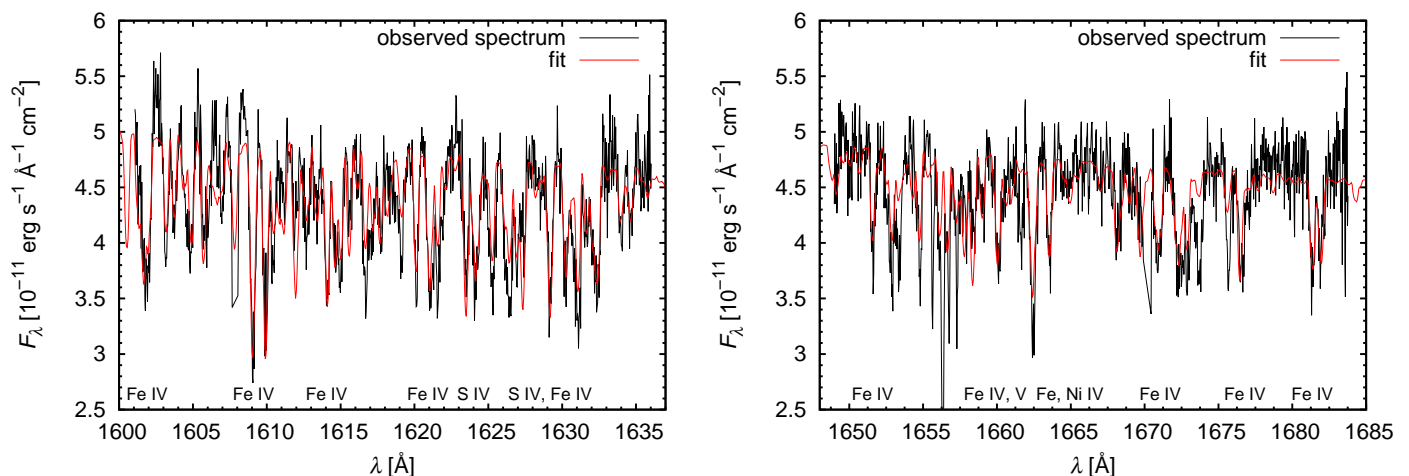 6
5.5
5
4.5
4
3.5
3
2.5
F_λ [10⁻¹¹ erg s⁻¹ Å⁻¹ cm⁻²]
observed spectrum
fit
Fe IV Fe IV Fe IV Fe IV S IV S IV, Fe IV
1600 1605 1610 1615 1620 1625 1630 1635
λ [Å]
6
5.5
5
4.5
4
3.5
3
2.5
F_λ [10⁻¹¹ erg s⁻¹ Å⁻¹ cm⁻²]
observed spectrum
fit
Fe IV Fe IV, V Fe, Ni IV Fe IV Fe IV Fe IV
1650 1655 1660 1665 1670 1675 1680 1685
λ [Å]